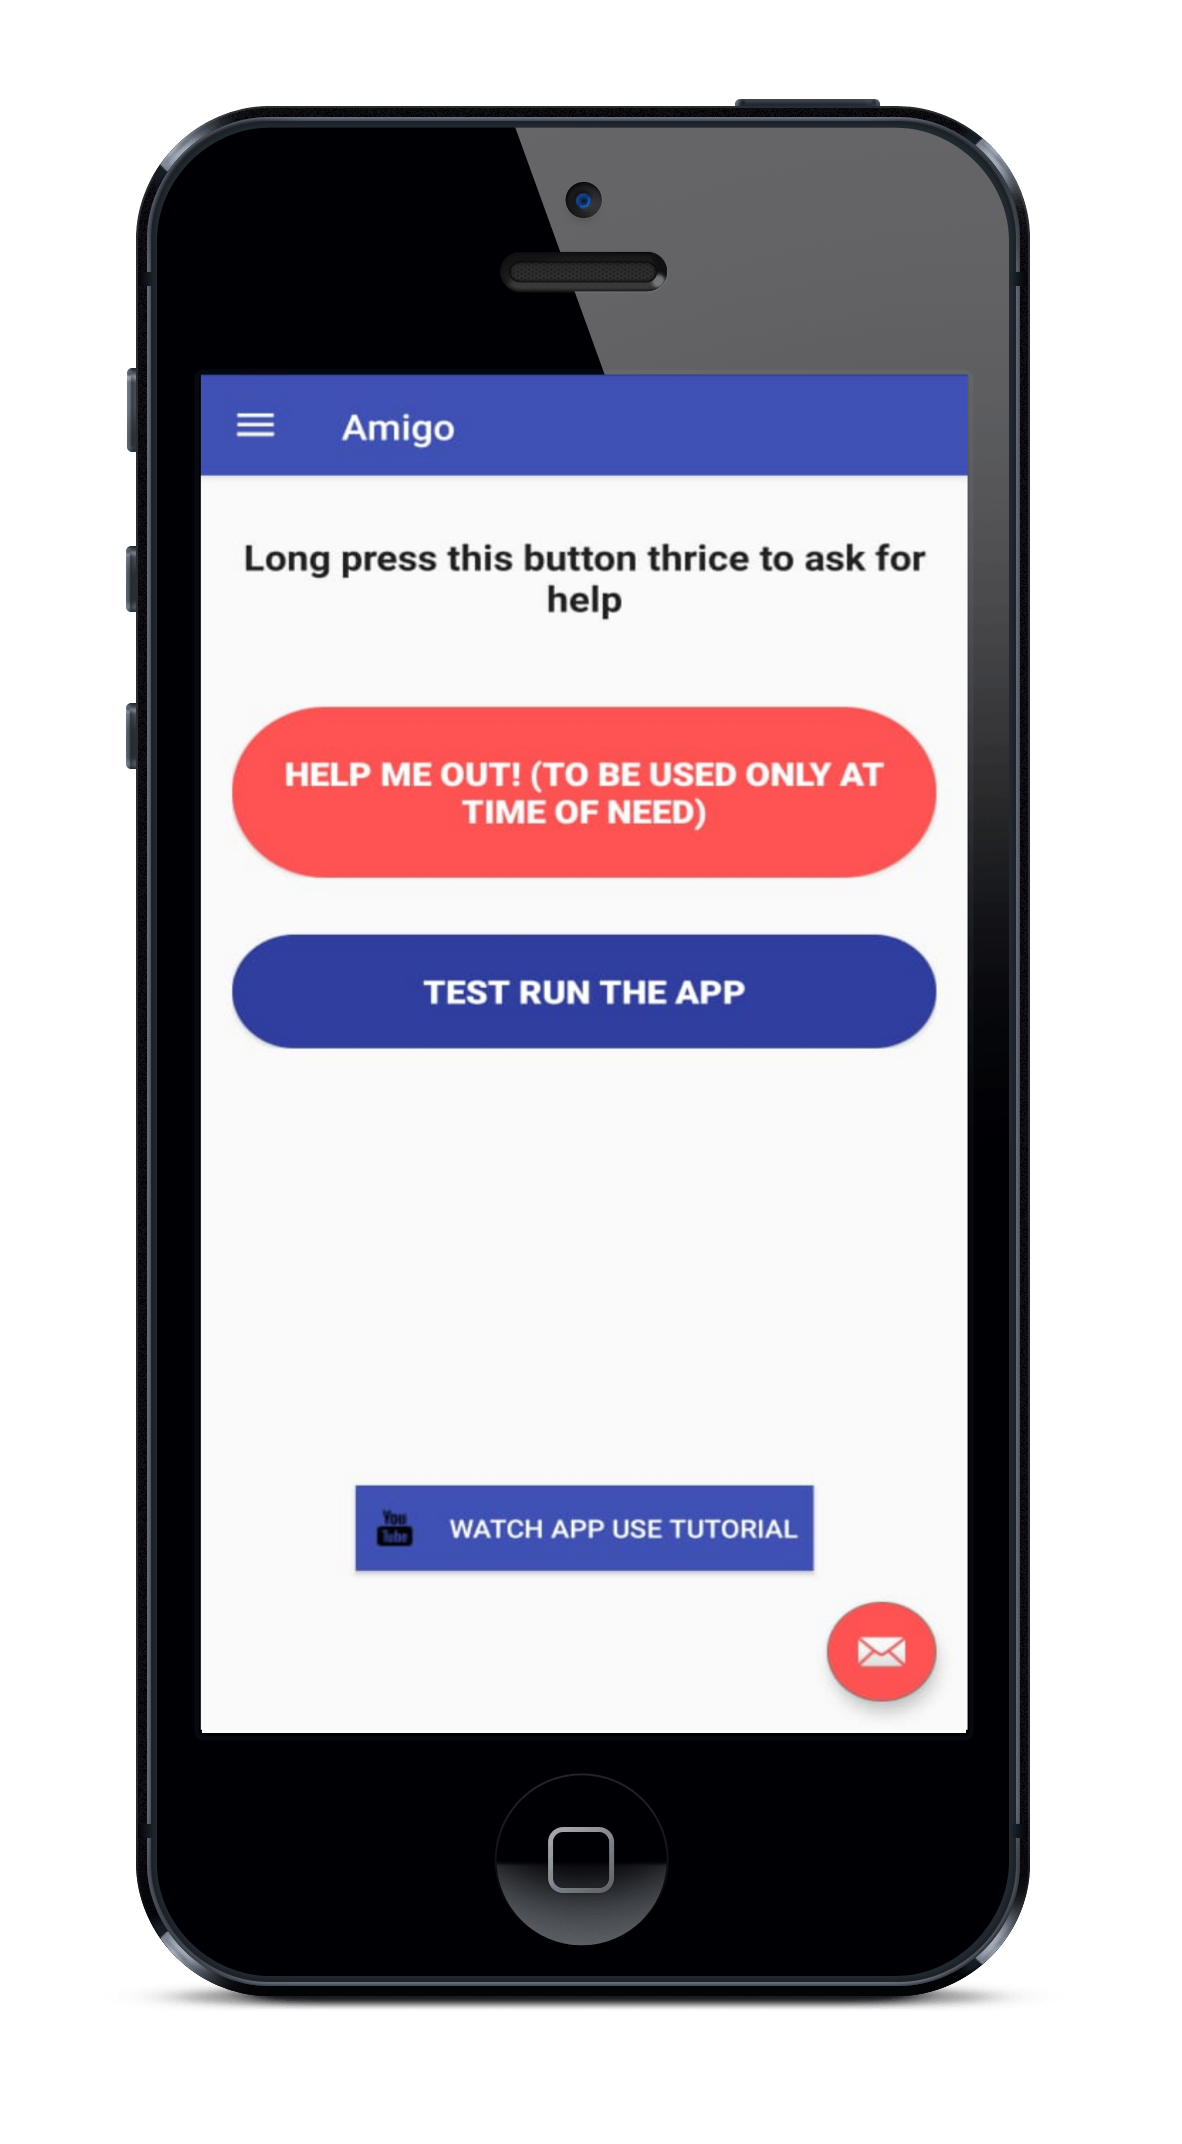 Amigo
Long press this button thrice to ask for
help
HELP ME OUT! (TO BE USED ONLY AT
TIME OF NEED)
TEST RUN THE APP
You
Tube
WATCH APP USE TUTORIAL